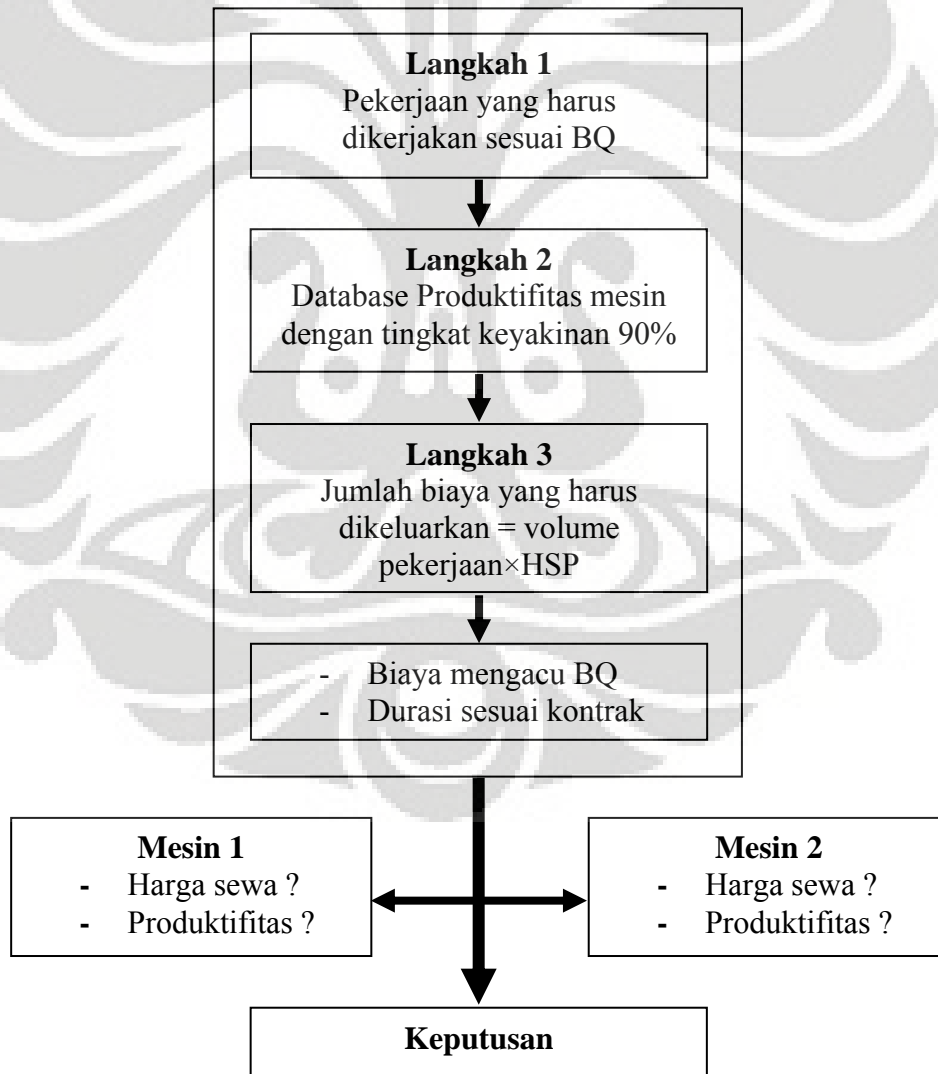 Langkah 1
Pekerjaan yang harus
dikerjakan sesuai BQ
Langkah 2
Database Produktifitas mesin
dengan tingkat keyakinan 90%
Langkah 3
Jumlah biaya yang harus
dikeluarkan = volume
pekerjaan×HSP
- Biaya mengacu BQ
- Durasi sesuai kontrak
Mesin 1
- Harga sewa ?
- Produktifitas ?
Mesin 2
- Harga sewa ?
- Produktifitas ?
Keputusan